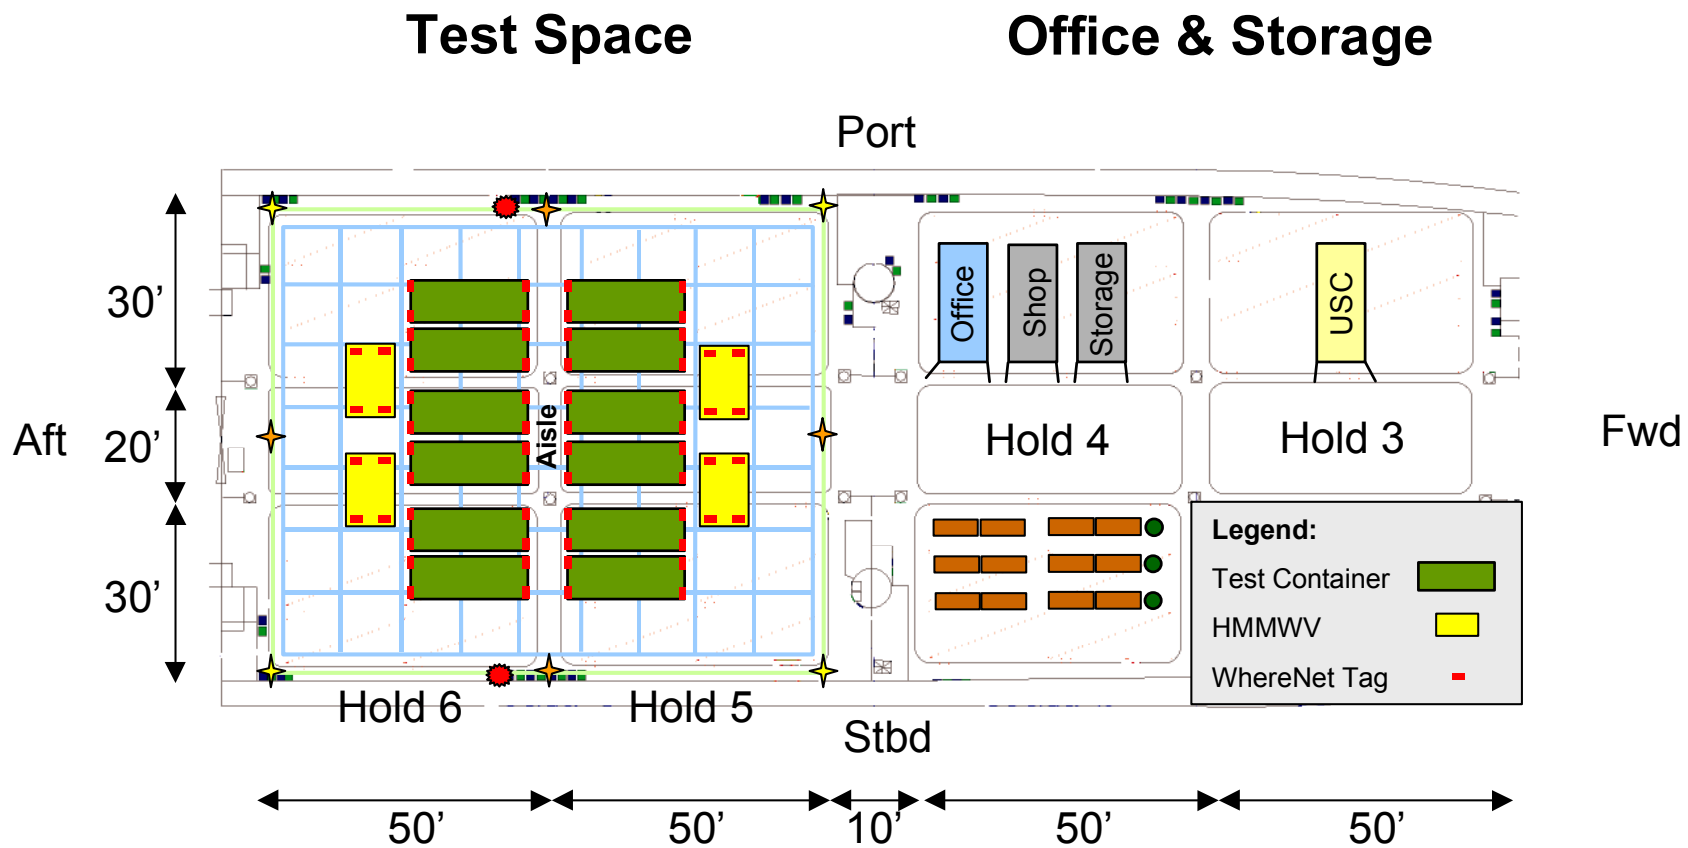 Test Space
Office & Storage
Port
30’
20’
30’
Aft
Fwd
Aisle
Office
Shop
Storage
USC
Hold 4
Hold 3
Legend:
Test Container
HMMWV
WhereNet Tag
Hold 6
Hold 5
Stbd
50’
50’
10’
50’
50’